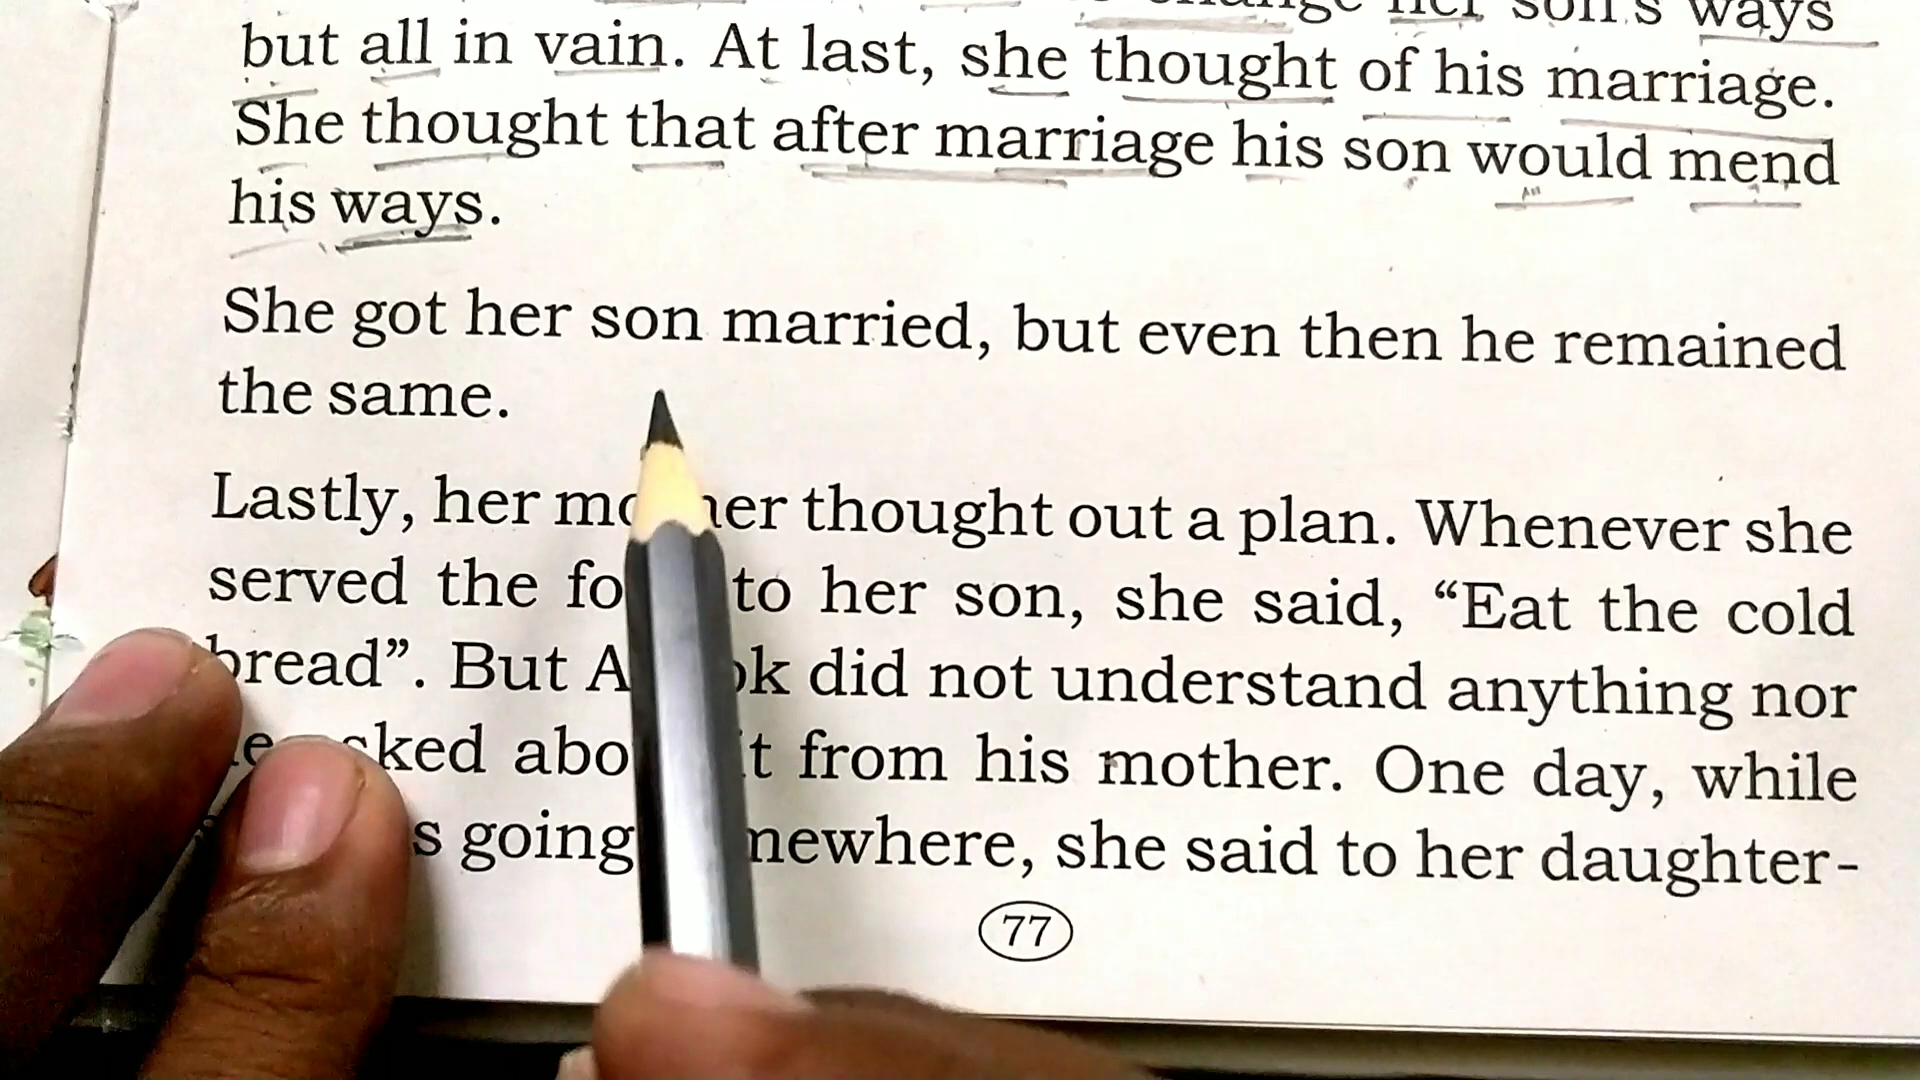 her son's ways
but all in vain. At last, she thought of his marriage.
She thought that after marriage his son would mend
his ways.
She got her son married, but even then he remained
the same.
Lastly, her thought out a plan. Whenever she
served the to her son, she said, “Eat the cold
bread”. But did not understand anything nor
from his mother. One day, while
going she said to her daughter-
77